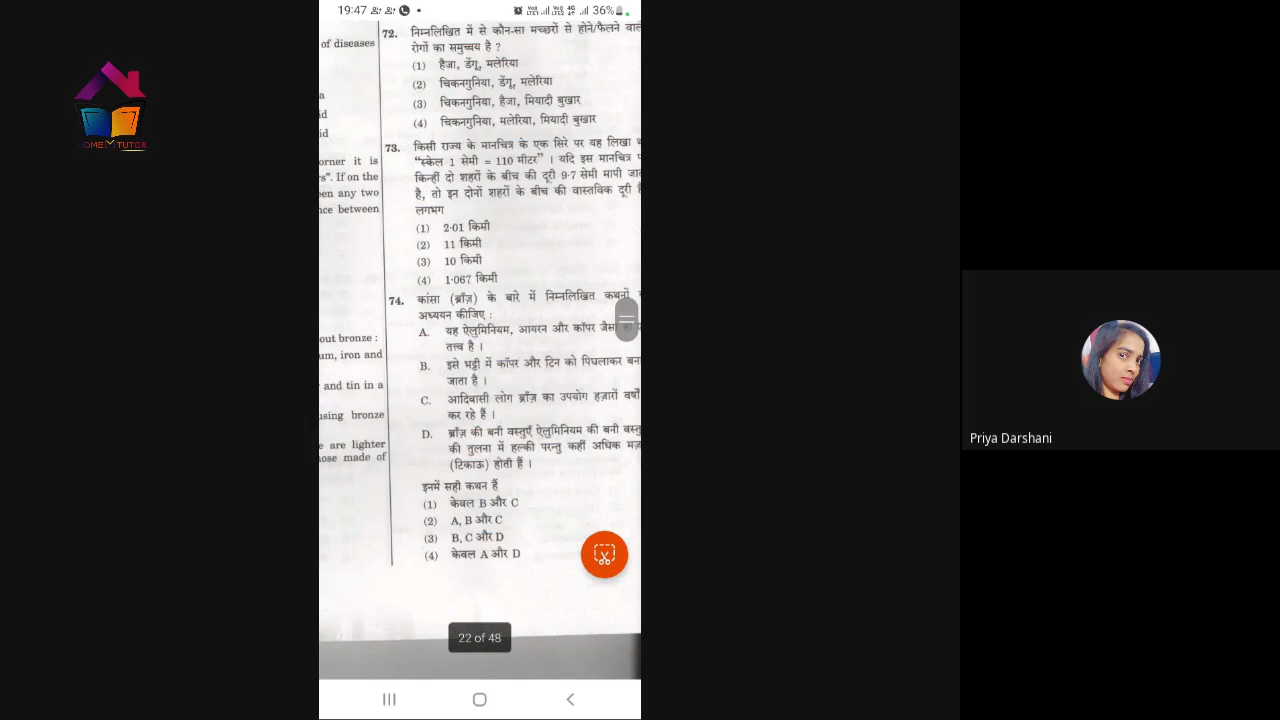 19:47
36%
of diseases
a
id
id
orner it is
s". If on the
een any two
nce between
out bronze :
um, iron and
and tin in a
using bronze
e are lighter
hose made of
72. निम्नलिखित में से कौन-सा मच्छरों से होने/फैलने वाले
रोगों का समुच्चय है ?
(1) हैजा, डेंगू, मलेरिया
(2) चिकनगुनिया, डेंगू, मलेरिया
(3) चिकनगुनिया, हैजा, मियादी बुखार
(4) चिकनगुनिया, मलेरिया, मियादी बुखार
73. किसी राज्य के मानचित्र के एक सिरे पर यह लिखा
“स्केल 1 सेमी = 110 मीटर” । यदि इस मानचित्र
किन्हीं दो शहरों के बीच की दूरी 9·7 सेमी मापी
है, तो इन दोनों शहरों के बीच की वास्तविक दूरी
लगभग
(1) 2·01 किमी
(2) 11 किमी
(3) 10 किमी
(4) 1·067 किमी
74. कांसा (ब्राँज़) के बारे में निम्नलिखित कथनों
अध्ययन कीजिए :
A. यह ऐलुमिनियम, आयरन और कॉपर जैसा
तत्त्व है ।
B. इसे भट्टी में कॉपर और टिन को पिघलाकर
जाता है ।
C. आदिवासी लोग ब्राँज़ का उपयोग हज़ारों वर्षों
कर रहे हैं ।
D. ब्राँज़ की बनी वस्तुएँ ऐलुमिनियम की बनी
की तुलना में हल्की परन्तु कहीं अधिक
(टिकाऊ) होती हैं ।
इनमें सही कथन हैं
(1) केवल B और C
(2) A, B और C
(3) B, C और D
(4) केवल A और D
22 of 48
HOME TUTOR
Priya Darshani